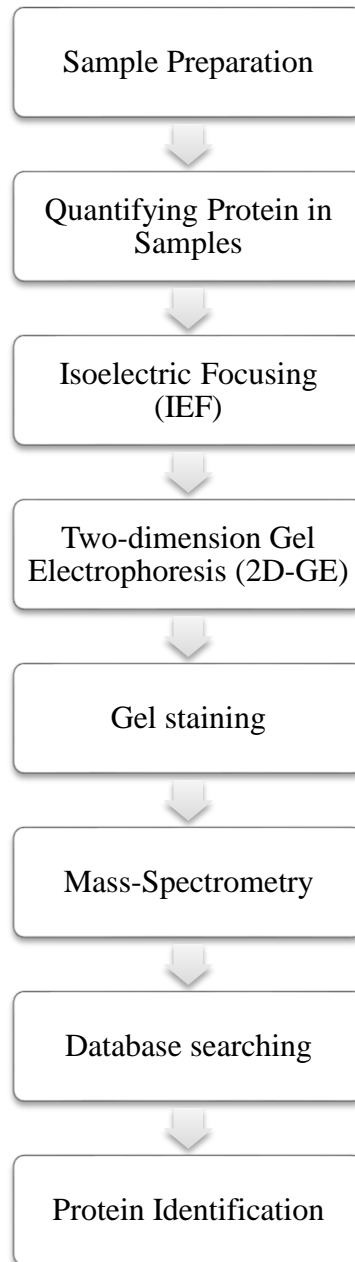 Sample Preparation
Quantifying Protein in
Samples
Isoelectric Focusing
(IEF)
Two-dimension Gel
Electrophoresis (2D-GE)
Gel staining
Mass-Spectrometry
Database searching
Protein Identification